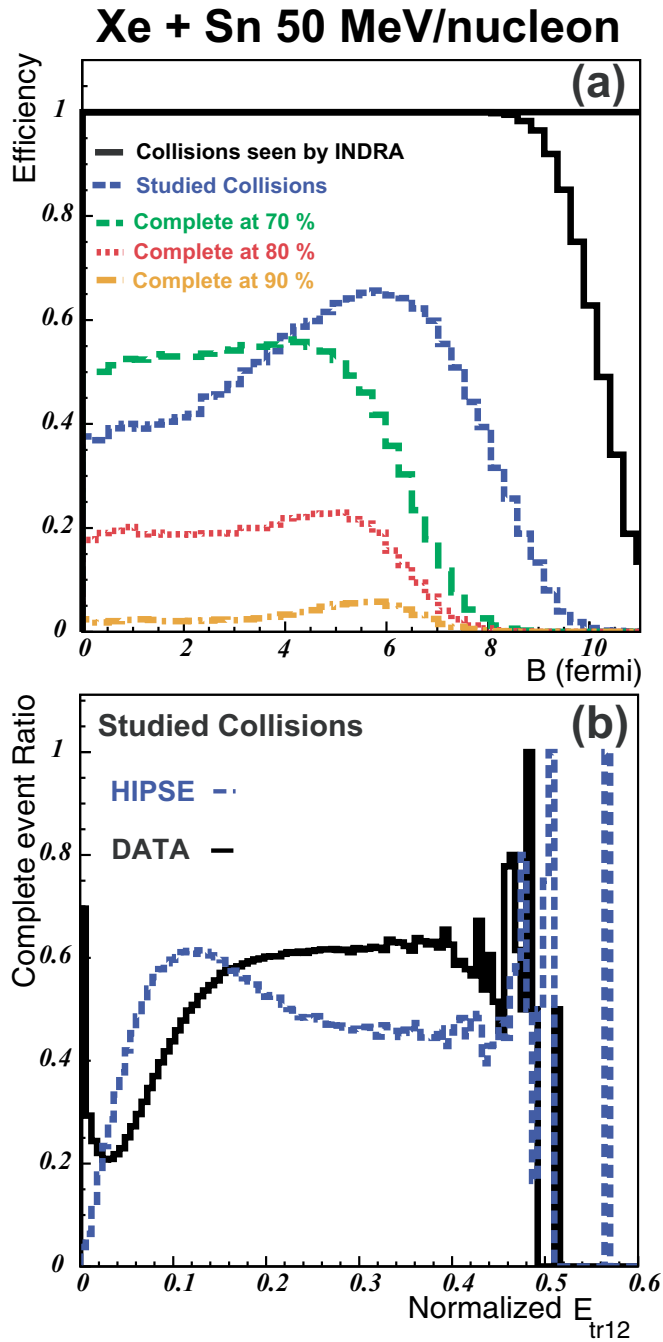 Xe + Sn 50 MeV/nucleon
(a)
Efficiency
1
0.8
0.6
0.4
0.2
0
Collisions seen by INDRA
Studied Collisions
Complete at 70 %
Complete at 80 %
Complete at 90 %
0 2 4 6 8 10
B (fermi)
(b)
Studied Collisions
Complete event Ratio
1
0.8
0.6
0.4
0.2
0
HIPSE
DATA
0 0.1 0.2 0.3 0.4 0.5 0.6
Normalized E tr12